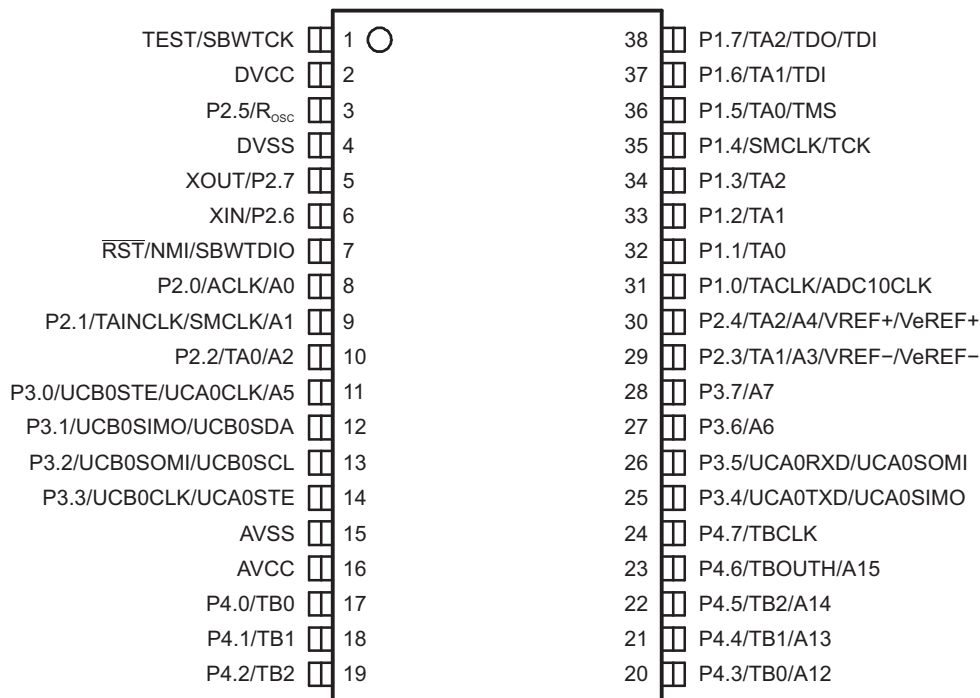 TEST/SBWTCK 1 38 P1.7/TA2/TDO/TDI
DVCC 2 37 P1.6/TA1/TDI
P2.5/ROSC 3 36 P1.5/TA0/TMS
DVSS 4 35 P1.4/SMCLK/TCK
XOUT/P2.7 5 34 P1.3/TA2
XIN/P2.6 6 33 P1.2/TA1
RST/NMI/SBWTDIO 7 32 P1.1/TA0
P2.0/ACLK/A0 8 31 P1.0/TACLK/ADC10CLK
P2.1/TAINCLK/SMCLK/A1 9 30 P2.4/TA2/A4/VREF+/VeREF+
P2.2/TA0/A2 10 29 P2.3/TA1/A3/VREF−/VeREF−
P3.0/UCB0STE/UCA0CLK/A5 11 28 P3.7/A7
P3.1/UCB0SIMO/UCB0SDA 12 27 P3.6/A6
P3.2/UCB0SOMI/UCB0SCL 13 26 P3.5/UCA0RXD/UCA0SOMI
P3.3/UCB0CLK/UCA0STE 14 25 P3.4/UCA0TXD/UCA0SIMO
AVSS 15 24 P4.7/TBCLK
AVCC 16 23 P4.6/TBOUTH/A15
P4.0/TB0 17 22 P4.5/TB2/A14
P4.1/TB1 18 21 P4.4/TB1/A13
P4.2/TB2 19 20 P4.3/TB0/A12